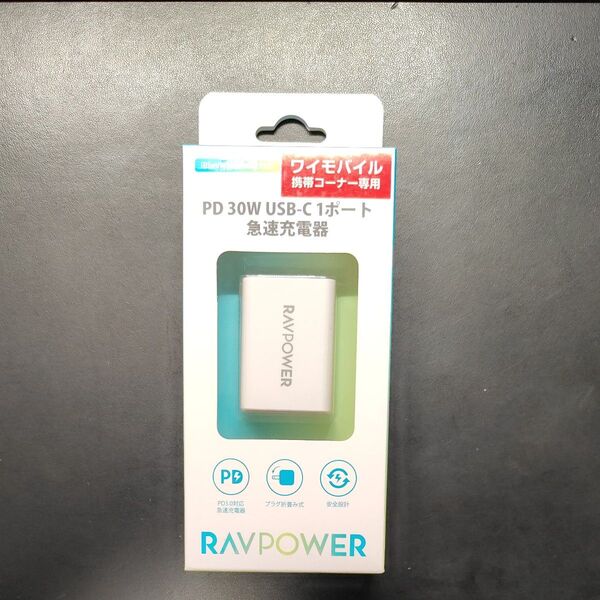 ワイモバイル
携帯コーナー専用
PD 30W USB-C 1ポート
急速充電器
RAVPOWER
PD
PD3.0対応
急速充電器
プラグ折畳み式
安全設計
RAVPOWER